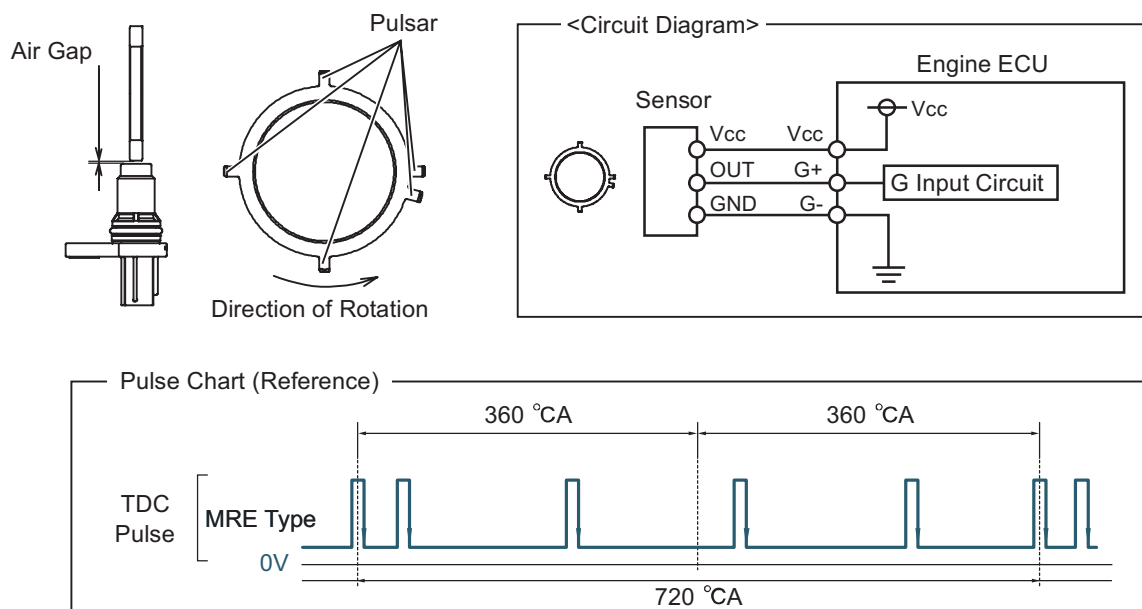 Pulsar
Air Gap
Direction of Rotation
<Circuit Diagram>
Engine ECU
Sensor
Vcc
Vcc
Vcc
OUT
G+
G Input Circuit
GND
G-
Pulse Chart (Reference)
360 °CA
360 °CA
TDC
Pulse
MRE Type
0V
720 °CA